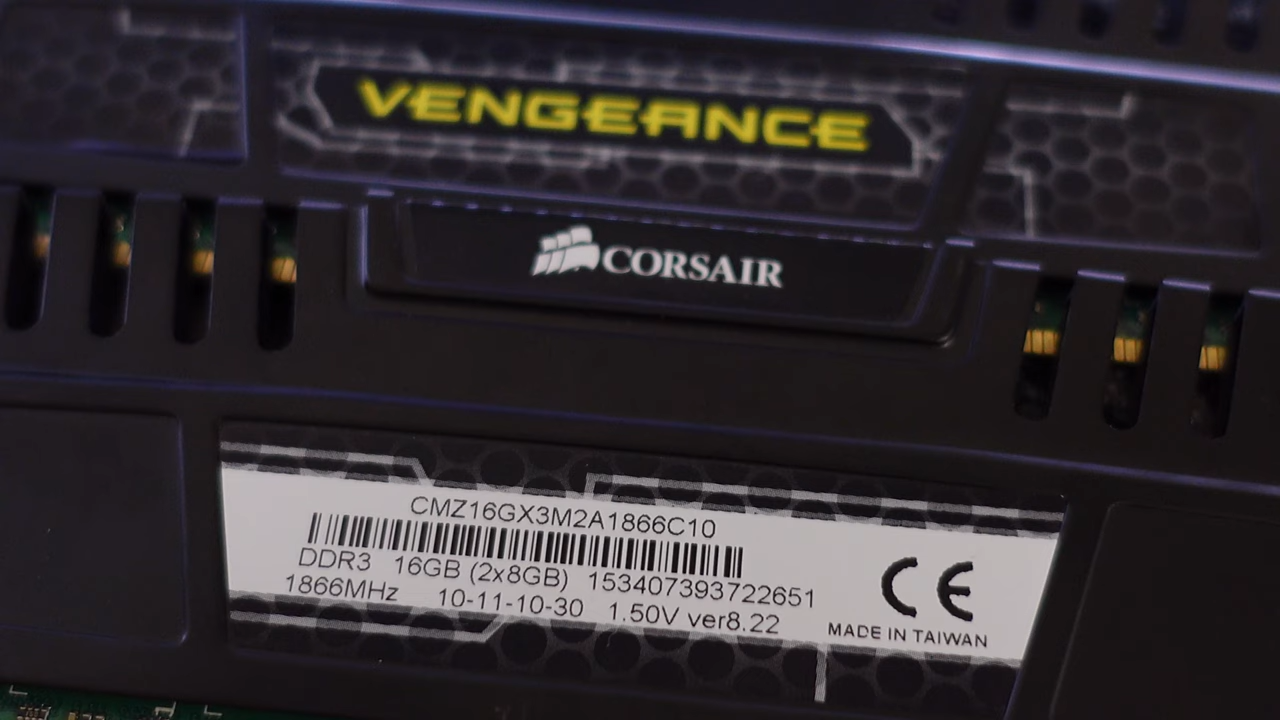 VENGEANCE
CORSAIR
CMZ16GX3M2A1866C10
DDR3 16GB (2x8GB) 153407393722651
1866MHz 10-11-10-30 1.50V ver8.22
CE
MADE IN TAIWAN